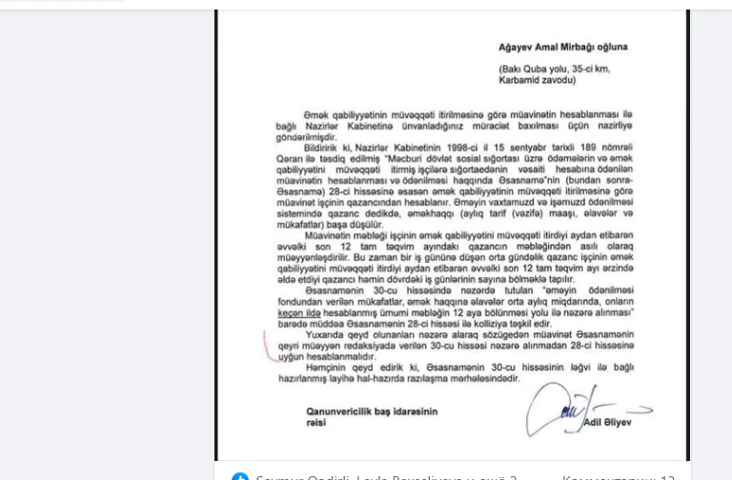 Ağayev Amal Mirbağı oğluna
(Bakı Quba yolu, 35-ci km,
Karbamid zavodu)
Əmək qabiliyyətinin müvəqqəti itirilməsinə görə müavinətin hesablanması ilə
bağlı Nazirlər Kabinetinə ünvanladığınız müraciət baxılması üçün nazirliyə
göndərilmişdir.
Bildiririk ki, Nazirlər Kabinetinin 1998-ci il 15 sentyabr tarixli 189 nömrəli
Qərarı ilə təsdiq edilmiş "Məcburi dövlət sosial sığortası üzrə ödəmələrin və əmək
qabiliyyətini müvəqqəti itirmiş işçilərə sığortaedənin vəsaiti hesabına ödənilən
müavinətin hesablanması və ödənilməsi haqqında Əsasnamə"nin (bundan sonra-
Əsasnamə) 28-ci hissəsinə əsasən əmək qabiliyyətinin müvəqqəti itirilməsinə görə
müavinət işçinin qazancından hesablanır. Əməyin vaxtamuzd və işəmuzd ödənilməsi
sistemində qazanc dedikdə, əməkhaqqı (aylıq tarif (vəzifə) maaşı, əlavələr və
mükafatlar) başa düşülür.
Müavinətin məbləği işçinin əmək qabiliyyətini müvəqqəti itirdiyi aydan etibarən
əvvəlki son 12 tam təqvim ayındakı qazancın məbləğindən asılı olaraq
müəyyənləşdirilir. Bu zaman bir iş gününə düşən orta gündəlik qazanc işçinin əmək
qabiliyyətini müvəqqəti itirdiyi aydan etibarən əvvəlki son 12 tam təqvim ayı ərzində
əldə etdiyi qazancı həmin dövrdəki iş günlərinin sayına bölməklə tapılır.
Əsasnamənin 30-cu hissəsində nəzərdə tutulan "əməyin ödənilməsi
fondundan verilən mükafatlar, əmək haqqına əlavələr orta aylıq miqdarında, onların
keçən ildə hesablanmış ümumi məbləğin 12 aya bölünməsi yolu ilə nəzərə alınması"
barədə müddəa Əsasnamənin 28-ci hissəsi ilə kolliziya təşkil edir.
Yuxarıda qeyd olunanları nəzərə alaraq sözügedən müavinət Əsasnamənin
qeyri müəyyən redaksiyada verilən 30-cu hissəsi nəzərə alınmadan 28-ci hissəsinə
uyğun hesablanmalıdır.
Həmçinin qeyd edirik ki, Əsasnamənin 30-cu hissəsinin ləğvi ilə bağlı
hazırlanmış layihə hal-hazırda razılaşma mərhələsindədir.
Qanunvericilik baş idarəsinin
rəisi
Adil Əliyev